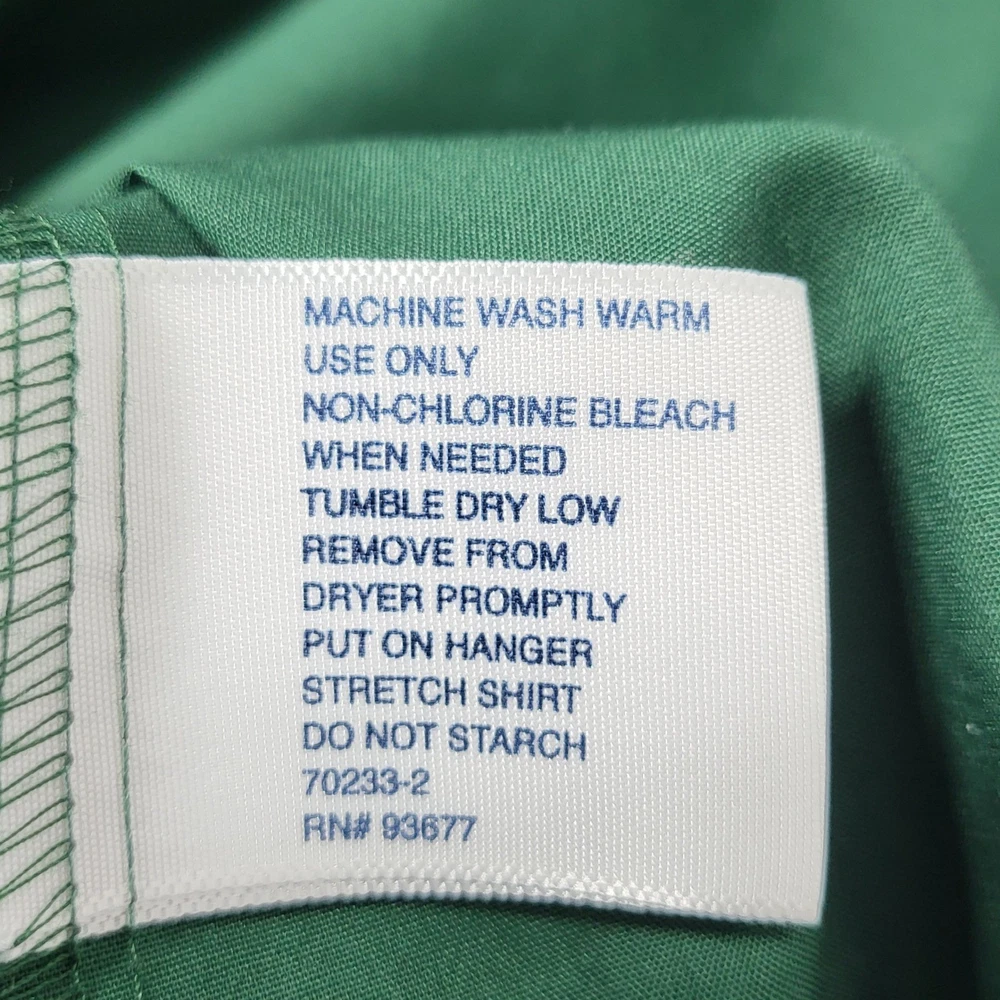 MACHINE WASH WARM
USE ONLY
NON-CHLORINE BLEACH
WHEN NEEDED
TUMBLE DRY LOW
REMOVE FROM
DRYER PROMPTLY
PUT ON HANGER
STRETCH SHIRT
DO NOT STARCH
70233-2
RN# 93677